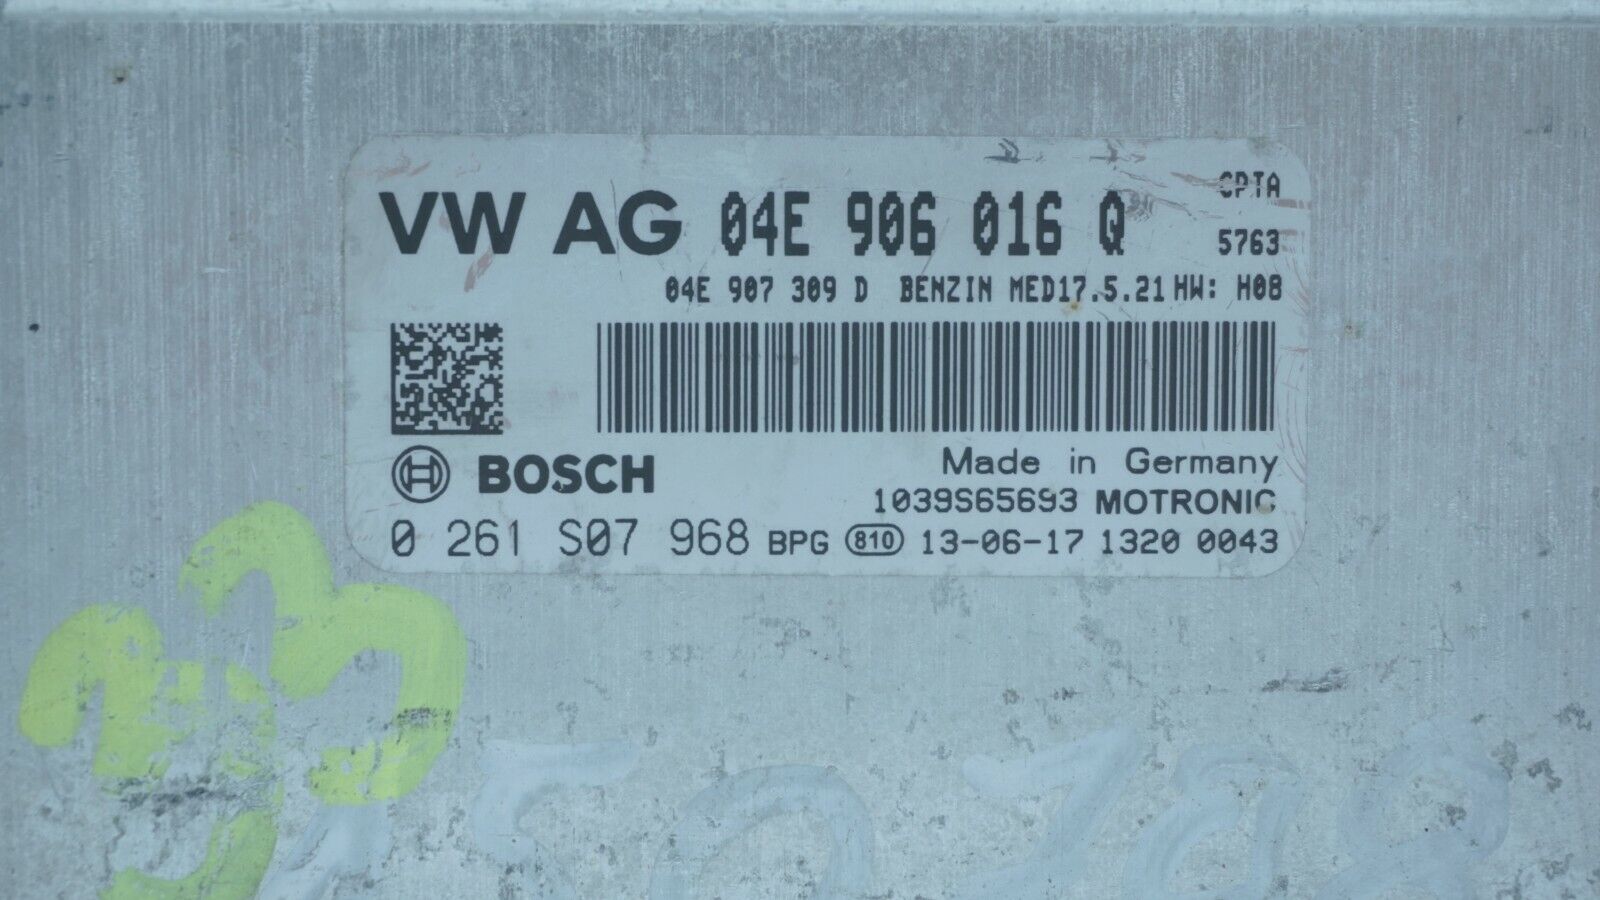 VW AG 04E 906 016 Q CPTA
5763
04E 907 309 D BENZIN MED17.5.21 HW: H08
BOSCH
Made in Germany
1039S65693 MOTRONIC
0 261 S07 968 BPG 810 13-06-17 1320 0043
33